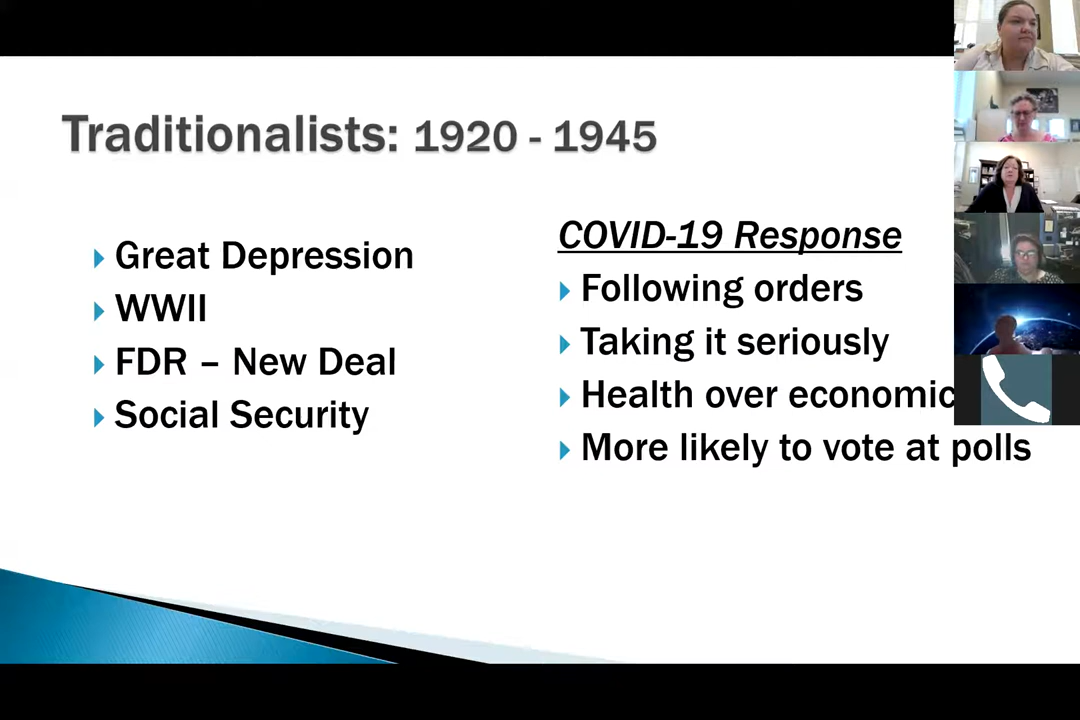 Traditionalists: 1920 - 1945
Great Depression
WWII
FDR – New Deal
Social Security
COVID-19 Response
Following orders
Taking it seriously
Health over economic
More likely to vote at polls